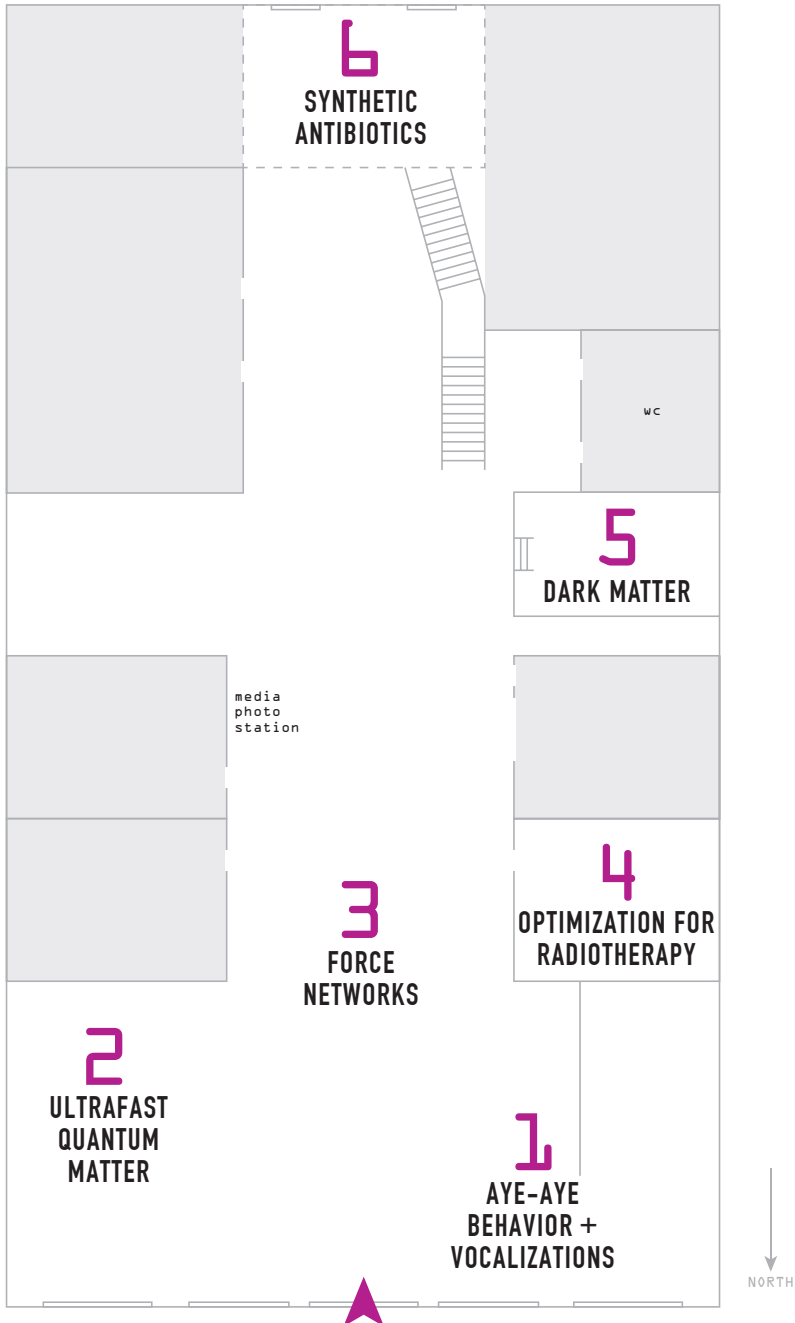 6
SYNTHETIC
ANTIBIOTICS
wc
5
DARK MATTER
media
photo
station
4
OPTIMIZATION FOR
RADIOTHERAPY
3
FORCE
NETWORKS
2
ULTRAFAST
QUANTUM
MATTER
1
AYE-AYE
BEHAVIOR +
VOCALIZATIONS
NORTH